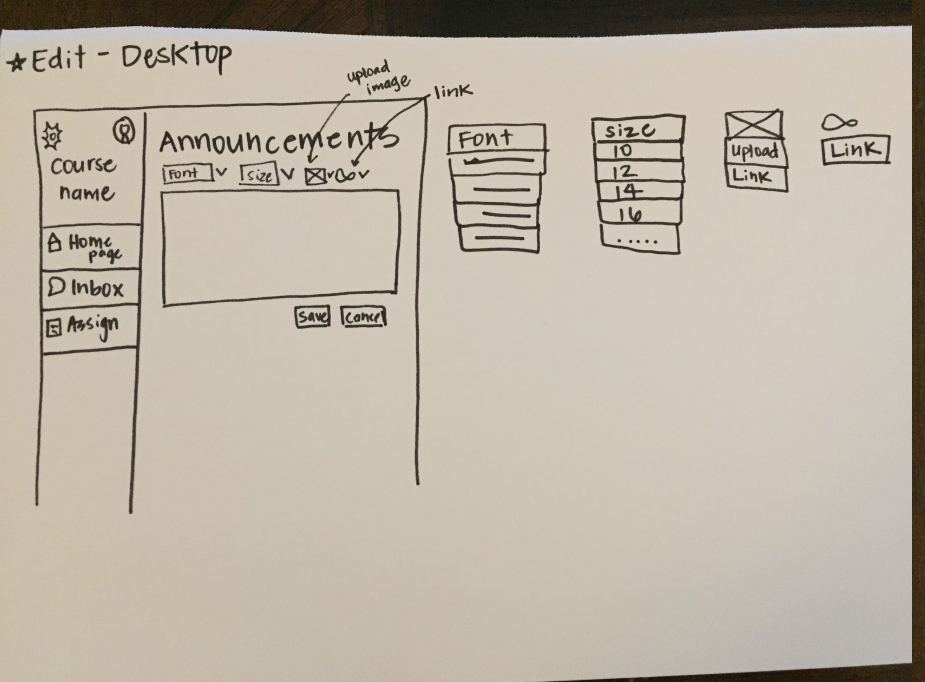 ★Edit - Desktop
upload
image
link
Course
name
Home
page
Inbox
Assign
Announcements
Font
Size
Save
Cancel
Font
Size
10
12
14
16
.....
upload
Link
Link